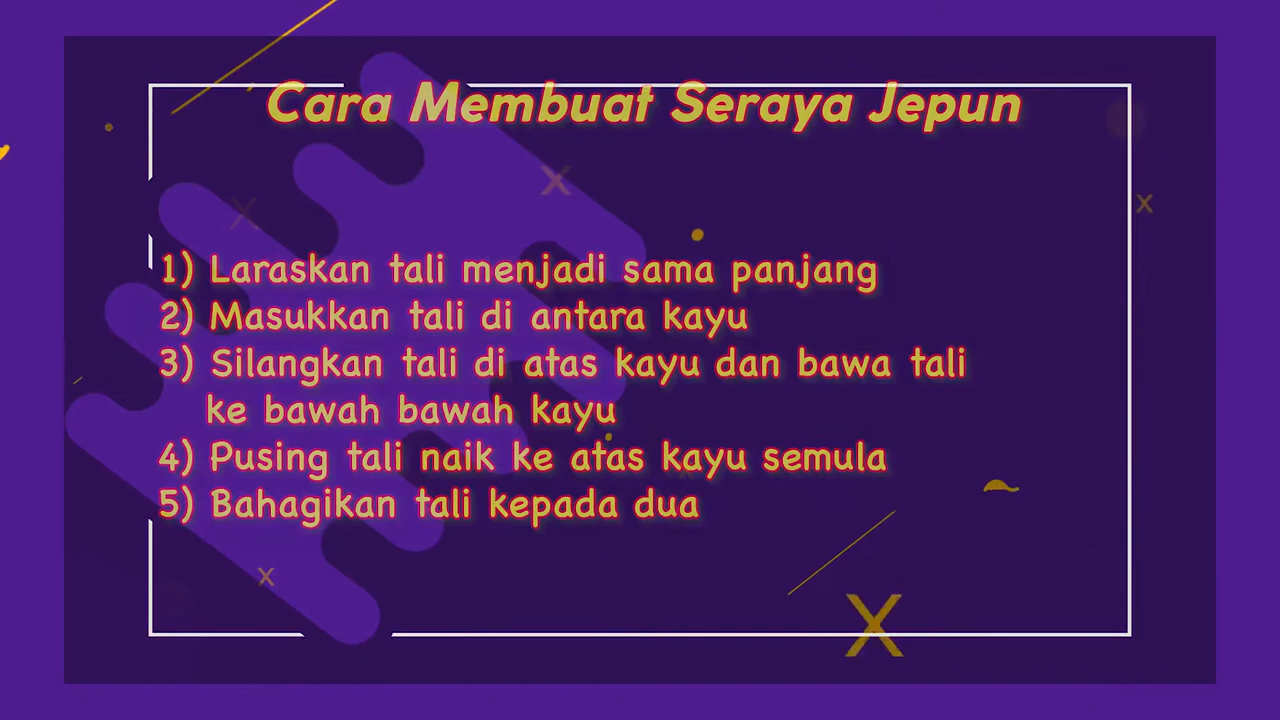 Cara Membuat Seraya Jepun
1) Laraskan tali menjadi sama panjang
2) Masukkan tali di antara kayu
3) Silangkan tali di atas kayu dan bawa tali
ke bawah bawah kayu
4) Pusing tali naik ke atas kayu semula
5) Bahagikan tali kepada dua